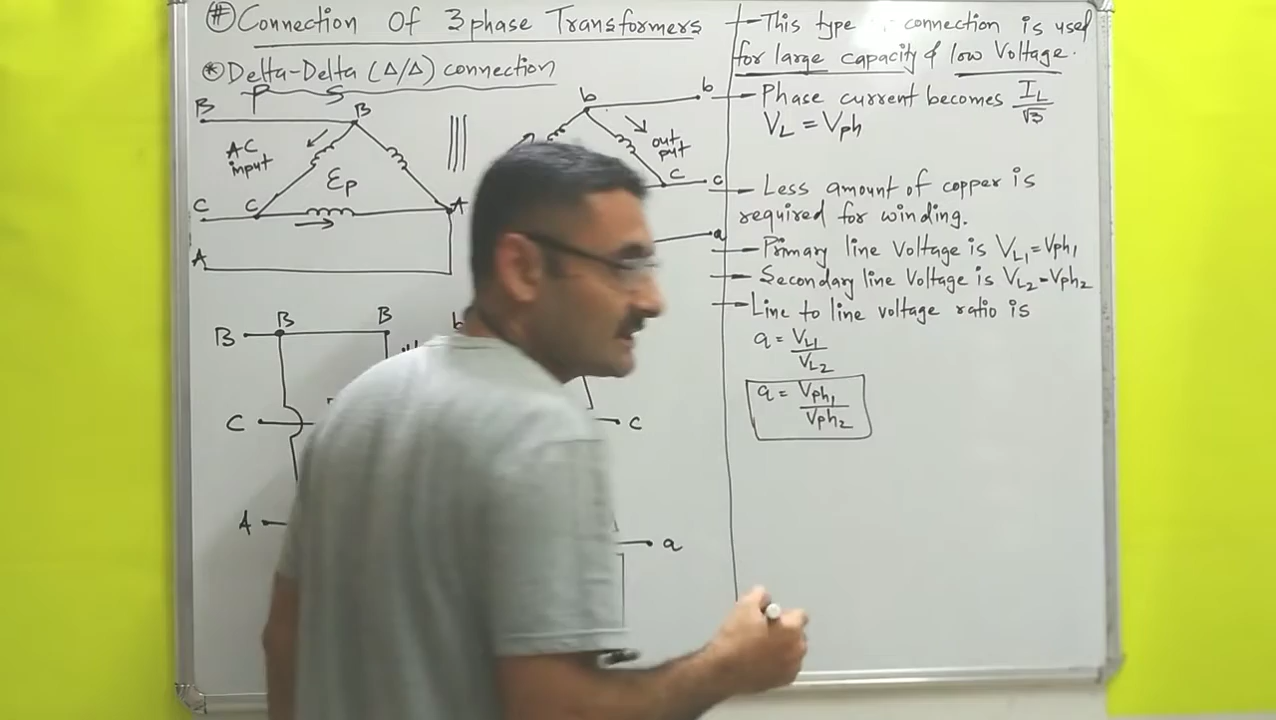 # Connection Of 3 phase Transformers
* Delta-Delta (Δ/Δ) connection
P S
B
B
AC
input
Ep
C
C
A
A
b
b
out
put
C
c
a
B
B
B
b
C
c
A
a
→ This type connection is used
for large capacity & low Voltage.
→ Phase current becomes IL/√3
VL = Vph
→ Less amount of copper is
required for winding.
→ Primary line Voltage is VL1 = Vph1
→ Secondary line Voltage is VL2 - Vph2
→ Line to line voltage ratio is
a = VL1/VL2
a = Vph1/Vph2